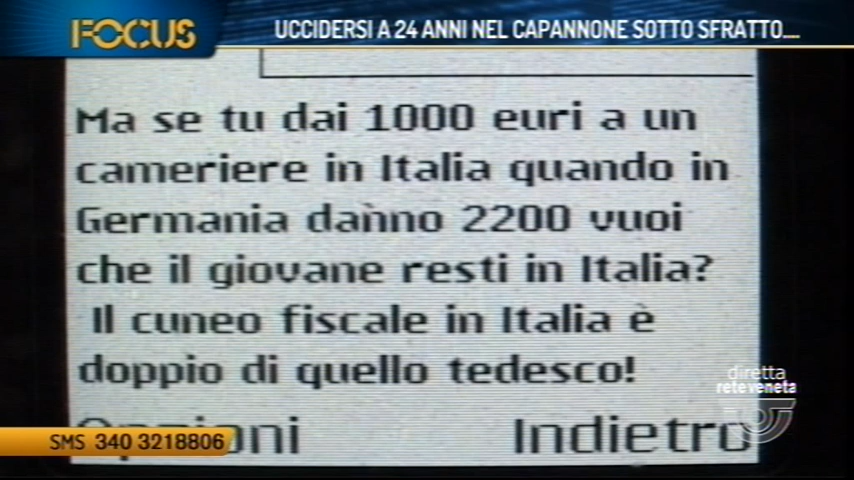 FOCUS
UCCIDERSI A 24 ANNI NEL CAPANNONE SOTTO SFRATTO....
Ma se tu dai 1000 euri a un
cameriere in Italia quando in
Germania danno 2200 vuoi
che il giovane resti in Italia?
Il cuneo fiscale in Italia è
doppio di quello tedesco!
diretta
reteveneta
Opzioni Indietro
SMS 340 3218806